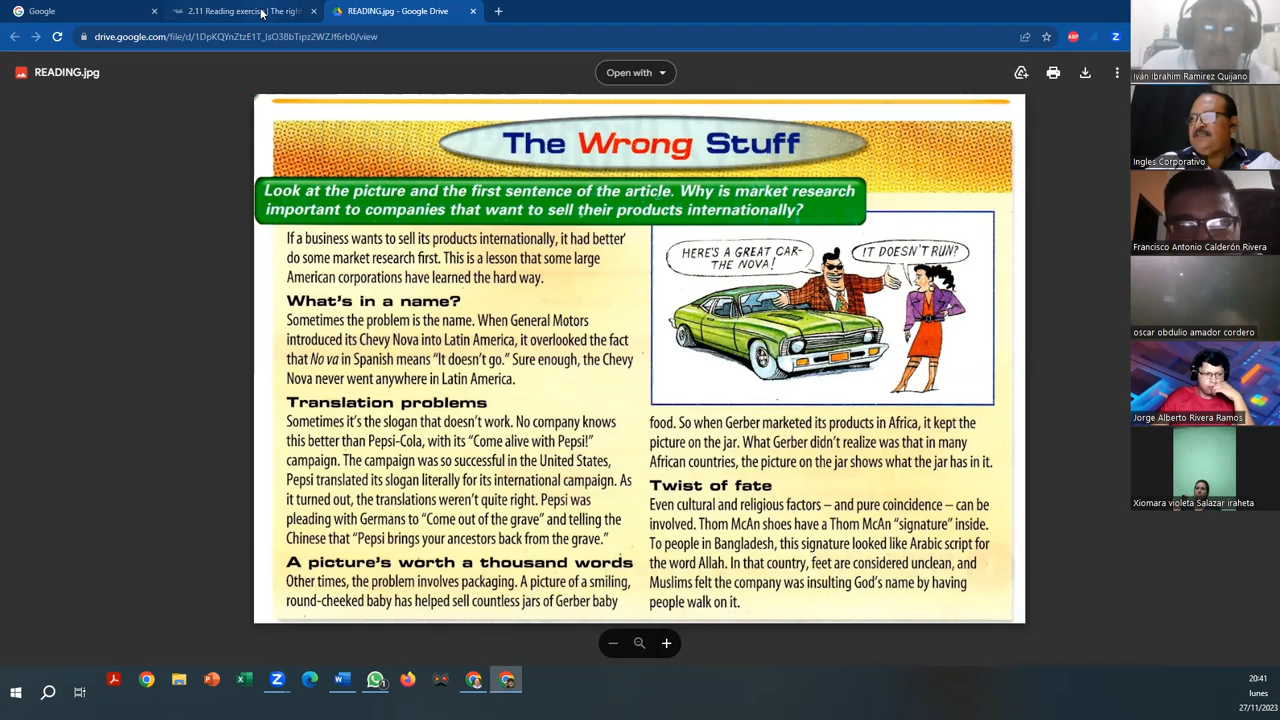 Google
2.11 Reading exercise | The righ
READING.jpg - Google Drive
drive.google.com/file/d/1DpKQYnZtzE1T_IsO38bTipz2WZJf6rb0/view
READING.jpg
Open with
The Wrong Stuff
Look at the picture and the first sentence of the article. Why is market research
important to companies that want to sell their products internationally?
If a business wants to sell its products internationally, it had better
do some market research first. This is a lesson that some large
American corporations have learned the hard way.
What's in a name?
Sometimes the problem is the name. When General Motors
introduced its Chevy Nova into Latin America, it overlooked the fact
that No va in Spanish means "It doesn't go." Sure enough, the Chevy
Nova never went anywhere in Latin America.
Translation problems
Sometimes it's the slogan that doesn't work. No company knows
this better than Pepsi-Cola, with its "Come alive with Pepsi!"
campaign. The campaign was so successful in the United States,
Pepsi translated its slogan literally for its international campaign. As
it turned out, the translations weren't quite right. Pepsi was
pleading with Germans to "Come out of the grave" and telling the
Chinese that "Pepsi brings your ancestors back from the grave."
A picture's worth a thousand words
Other times, the problem involves packaging. A picture of a smiling,
round-cheeked baby has helped sell countless jars of Gerber baby
HERE'S A GREAT CAR-
THE NOVA!
IT DOESN'T RUN?
food. So when Gerber marketed its products in Africa, it kept the
picture on the jar. What Gerber didn't realize was that in many
African countries, the picture on the jar shows what the jar has in it.
Twist of fate
Even cultural and religious factors – and pure coincidence – can be
involved. Thom McAn shoes have a Thom McAn "signature" inside.
To people in Bangladesh, this signature looked like Arabic script for
the word Allah. In that country, feet are considered unclean, and
Muslims felt the company was insulting God's name by having
people walk on it.
Iván Ibrahim Ramirez Quijano
Ingles Corporativo
Francisco Antonio Calderón Rivera
oscar obdulio amador cordero
Jorge Alberto Rivera Ramos
Xiomara violeta Salazar iraheta
20:41
lunes
27/11/2023